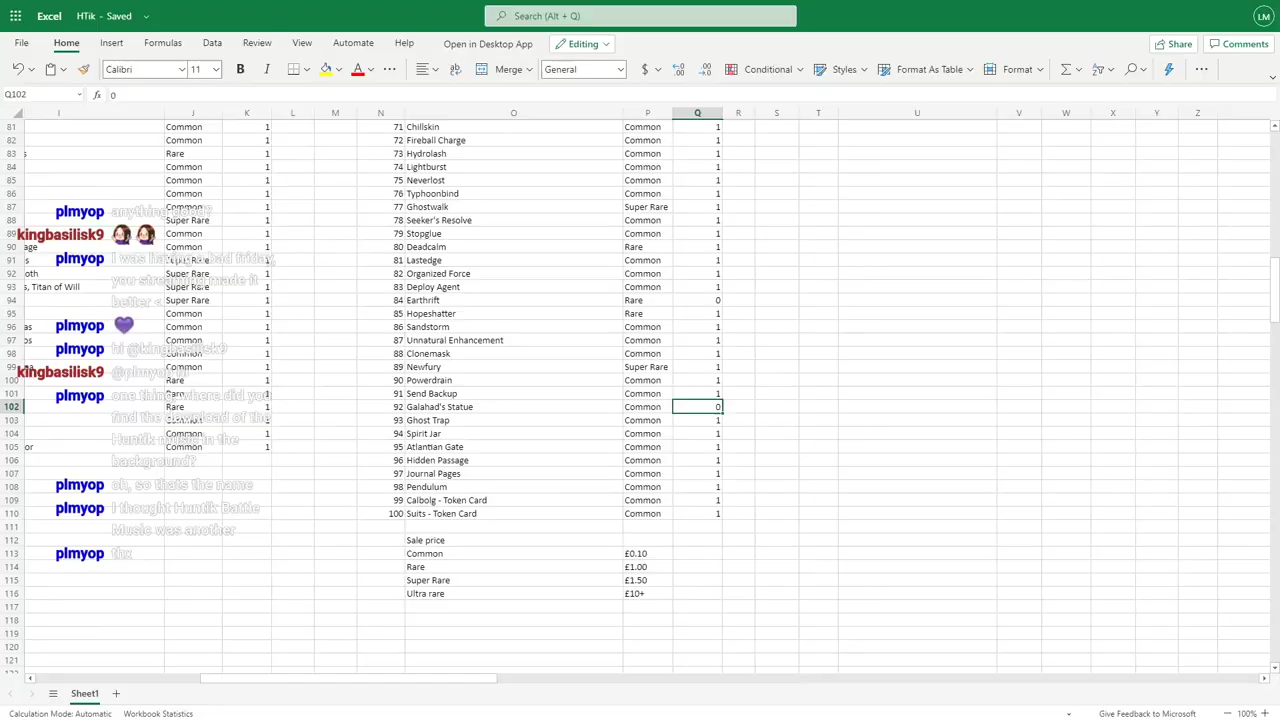 Excel HTik - Saved Search (Alt + Q) LM
File Home Insert Formulas Data Review View Automate Help Open in Desktop App Editing Share Comments
Calibri 11 B I A Merge General $ Conditional Styles Format As Table Format
Q102 fx 0
I J K L M N O P Q R S T U V W X Y Z
81 Common 1 71 Chillskin Common 1
82 Common 1 72 Fireball Charge Common 1
83 s Rare 1 73 Hydrolash Common 1
84 Common 1 74 Lightburst Common 1
85 Common 1 75 Neverlost Common 1
86 Common 1 76 Typhoonbind Common 1
87 Common 1 77 Ghostwalk Super Rare 1
88 Super Rare 1 78 Seeker's Resolve Common 1
89 Common 1 79 Stopglue Common 1
90 age Common 1 80 Deadcalm Rare 1
91 s Super Rare 1 81 Lastedge Common 1
92 oth Super Rare 1 82 Organized Force Common 1
93 s, Titan of Will Super Rare 1 83 Deploy Agent Common 1
94 Super Rare 1 84 Earthrift Rare 0
95 Common 1 85 Hopeshatter Rare 1
96 as Common 1 86 Sandstorm Common 1
97 os Common 1 87 Unnatural Enhancement Common 1
98 Common 1 88 Clonemask Common 1
99 Common 1 89 Newfury Super Rare 1
100 Rare 1 90 Powerdrain Common 1
101 Rare 1 91 Send Backup Common 1
102 Rare 1 92 Galahad's Statue Common 0
103 Common 1 93 Ghost Trap Common 1
104 Common 1 94 Spirit Jar Common 1
105 or Common 1 95 Atlantian Gate Common 1
106 96 Hidden Passage Common 1
107 97 Journal Pages Common 1
108 98 Pendulum Common 1
109 99 Calbolg - Token Card Common 1
110 100 Suits - Token Card Common 1
111
112 Sale price
113 Common £0.10
114 Rare £1.00
115 Super Rare £1.50
116 Ultra rare £10+
117
118
119
120
121
plmyop anything good?
kingbasilisk9
plmyop I was having a bad friday,
you streaming made it
better <
plmyop 💜
plmyop hi @kingbasilisk9
kingbasilisk9 @plmyop
plmyop one thing, where did you
find the download of the
Huntik music in the
background?
plmyop oh, so thats the name
plmyop I thought Huntik Battle
Music was another
plmyop thx
Sheet1
Calculation Mode: Automatic Workbook Statistics Give Feedback to Microsoft 100%